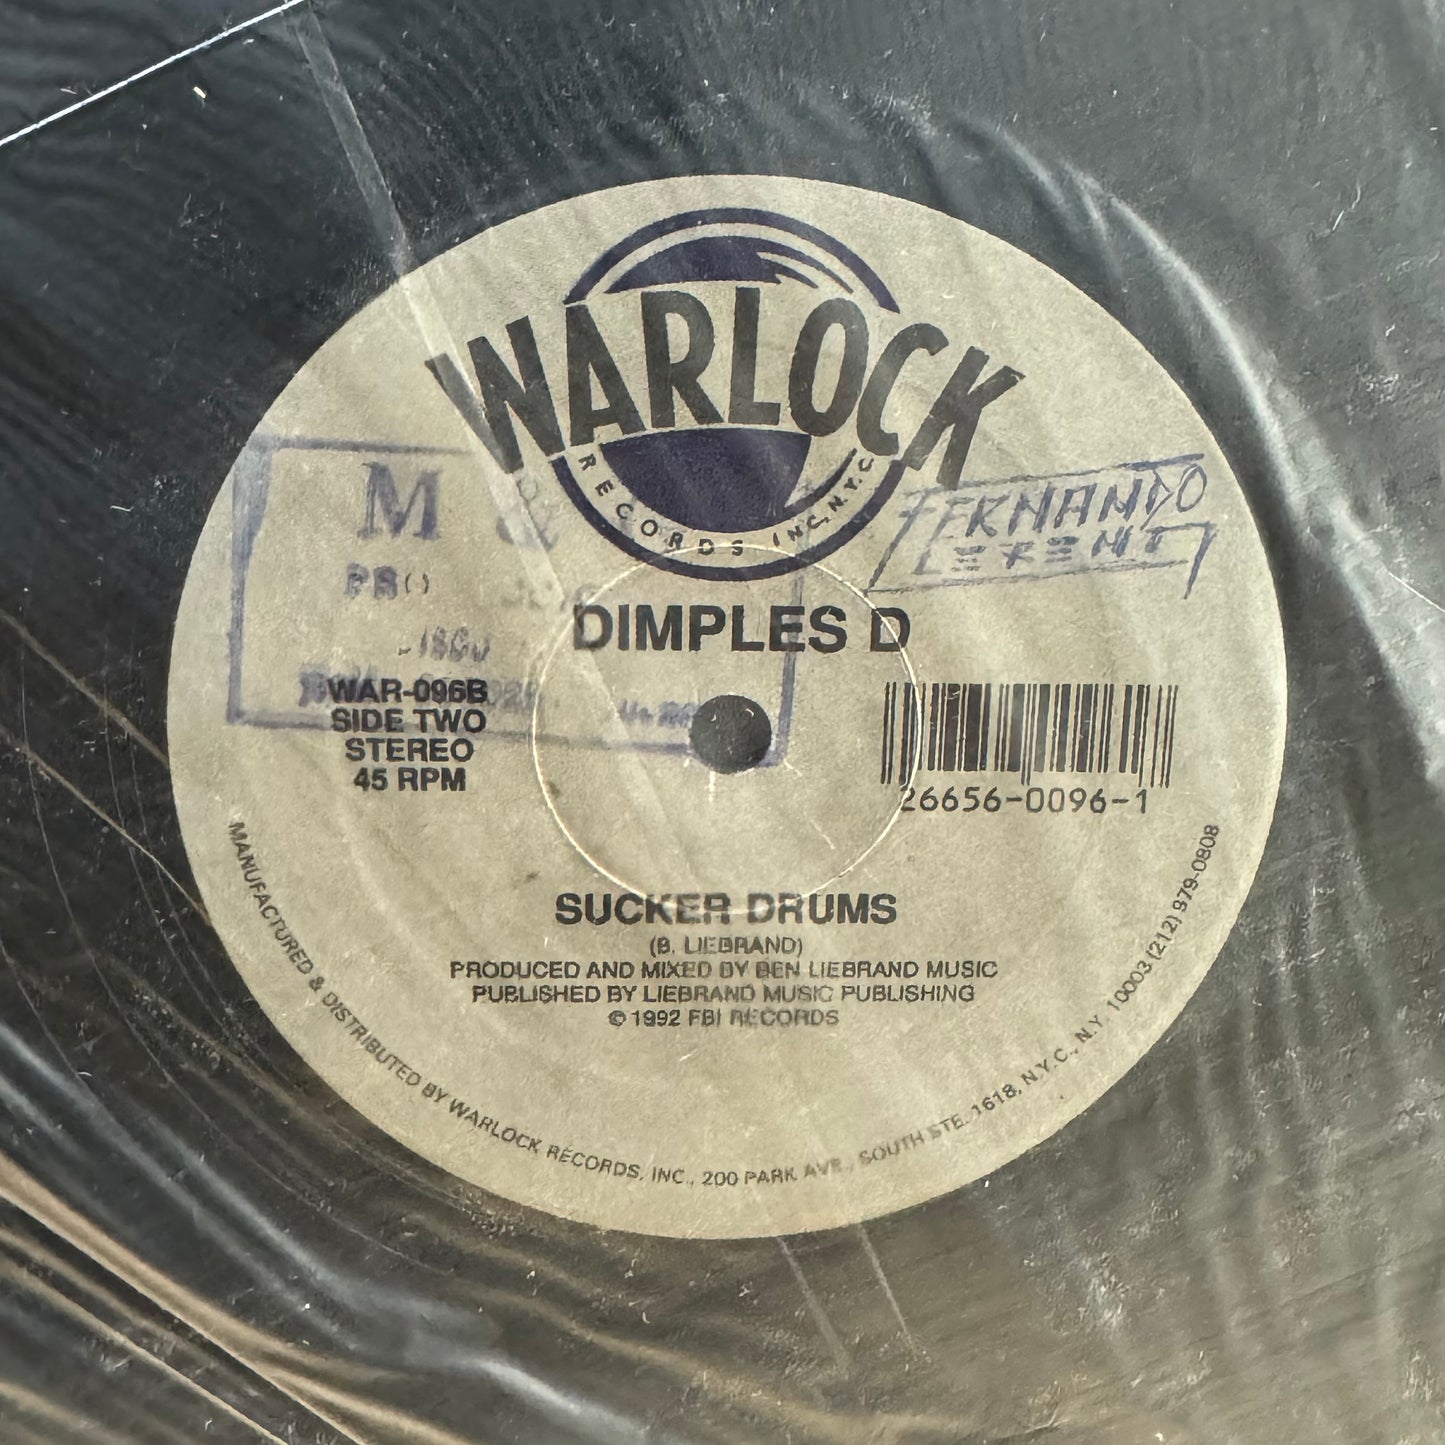 WARLOCK
RECORDS INC, N.Y.C.
M &
FERNANDO
DIMPLES D
WAR-096B
SIDE TWO
STEREO
45 RPM
26656-0096-1
SUCKER DRUMS
(B. LIEBRAND)
PRODUCED AND MIXED BY BEN LIEBRAND MUSIC
PUBLISHED BY LIEBRAND MUSIC PUBLISHING
© 1992 FBI RECORDS
MANUFACTURED & DISTRIBUTED BY WARLOCK RECORDS, INC., 200 PARK AVE., SOUTH STE. 1618, N.Y.C., N.Y. 10003 (212) 979-0808